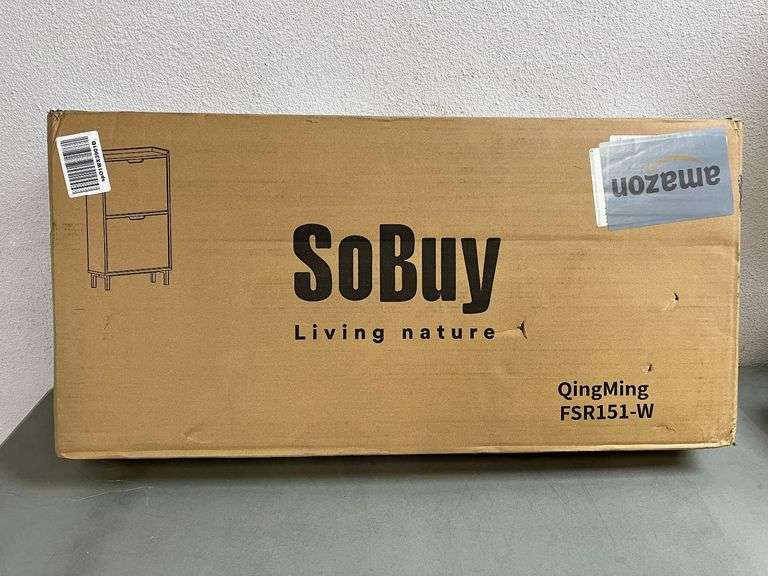 SoBuy
Living nature
QingMing
FSR151-W
amazon